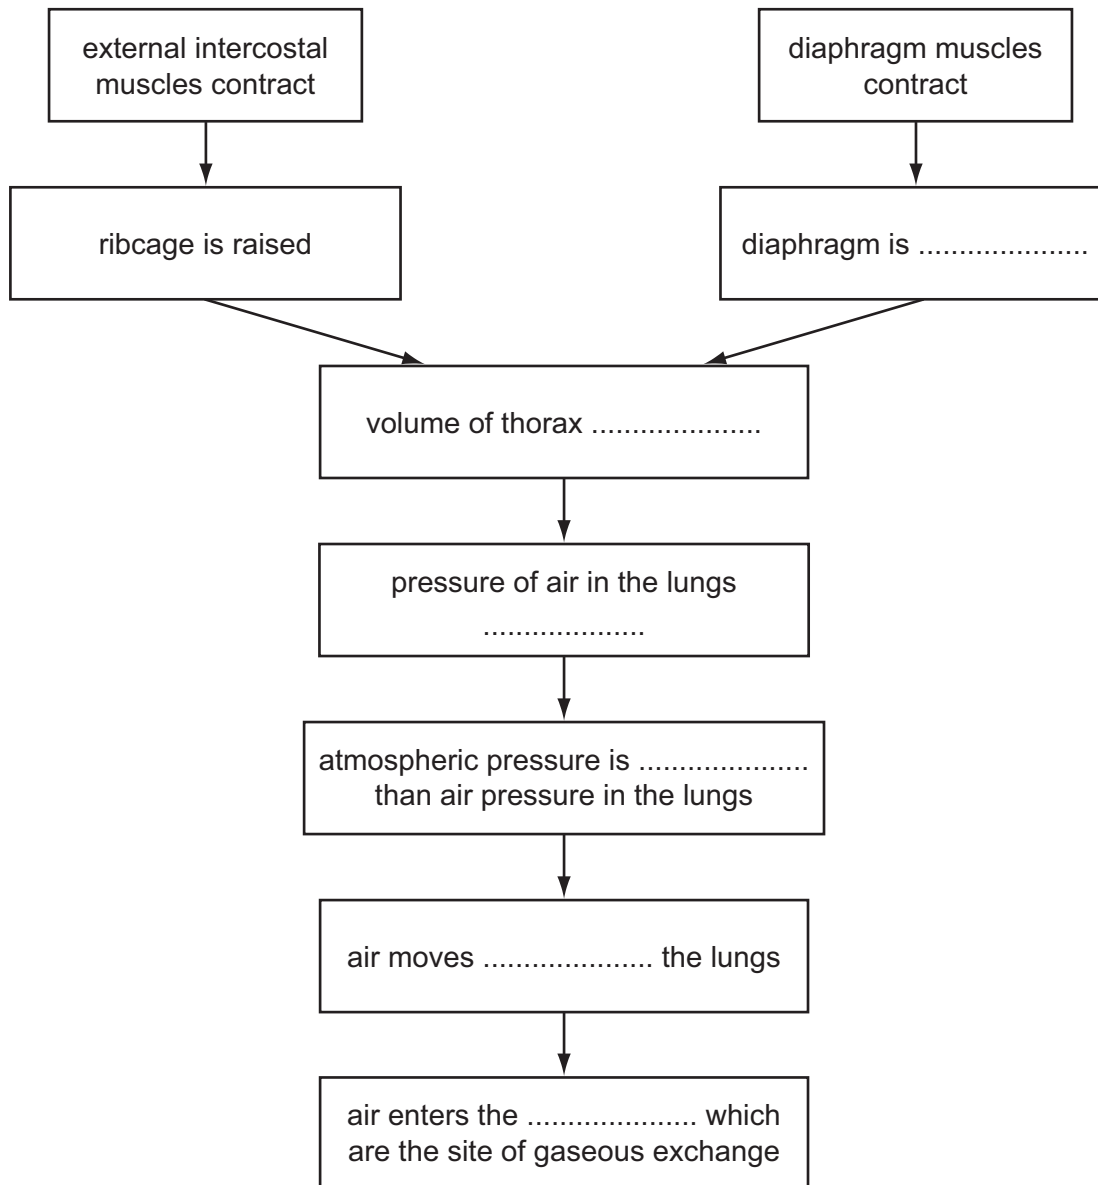 external intercostal
muscles contract
diaphragm muscles
contract
ribcage is raised
diaphragm is .....................
volume of thorax .....................
pressure of air in the lungs
....................
atmospheric pressure is .....................
than air pressure in the lungs
air moves ..................... the lungs
air enters the ..................... which
are the site of gaseous exchange